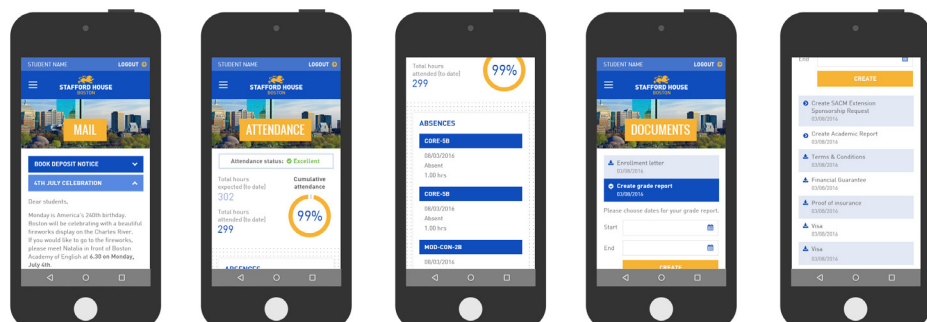 STUDENT NAME LOGOUT
STAFFORD HOUSE
BOSTON
MAIL
BOOK DEPOSIT NOTICE
4TH JULY CELEBRATION
Dear students,
Monday is America's 240th birthday.
Boston will be celebrating with a beautiful
fireworks display on the Charles River.
If you would like to go to the fireworks,
please meet Natalia in front of Boston
Academy of English at 6.30 on Monday,
July 4th.
STUDENT NAME LOGOUT
STAFFORD HOUSE
BOSTON
ATTENDANCE
Attendance status: Excellent
Total hours
expected (to date)
302
Cumulative
attendance
99%
Total hours
attended (to date)
299
ABSENCES
Total hours
attended (to date)
299
99%
ABSENCES
CORE-5B
08/03/2016
Absent
1.00 hrs
CORE-5B
08/03/2016
Absent
1.00 hrs
MOD-CON-2B
08/03/2016
STUDENT NAME LOGOUT
STAFFORD HOUSE
BOSTON
DOCUMENTS
Enrollment letter
03/08/2016
Create grade report
03/08/2016
Please choose dates for your grade report.
Start
End
CREATE
End
CREATE
Create SACM Extension
Sponsorship Request
03/08/2016
Create Academic Report
03/08/2016
Terms & Conditions
03/08/2016
Financial Guarantee
03/08/2016
Proof of insurance
03/08/2016
Visa
03/08/2016
Visa
03/08/2016